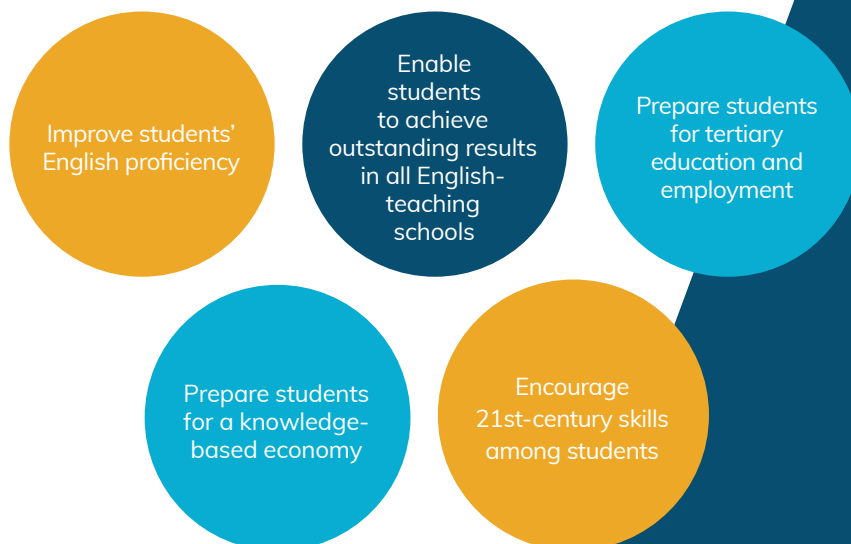 Improve students’
English proficiency
Enable
students
to achieve
outstanding results
in all English-
teaching
schools
Prepare students
for tertiary
education and
employment
Prepare students
for a knowledge-
based economy
Encourage
21st-century skills
among students